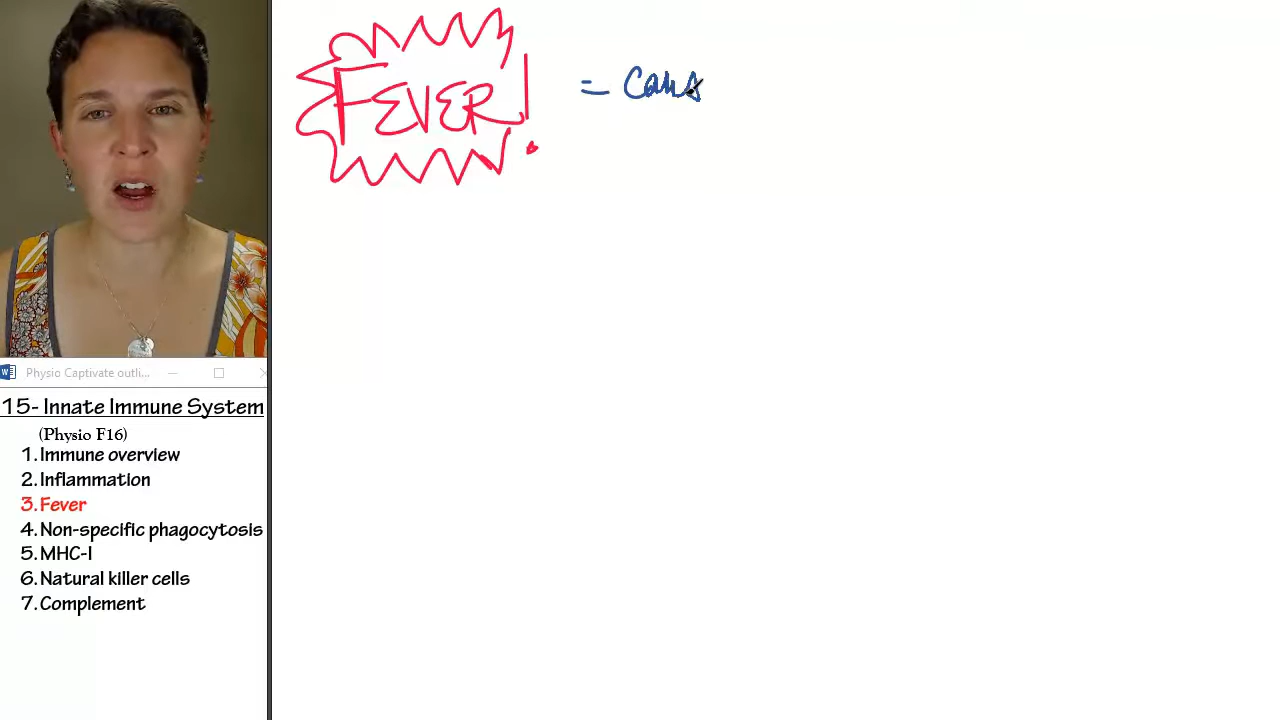 FEVER!
= Caus
Physio Captivate outli...
15- Innate Immune System
(Physio F16)
1. Immune overview
2. Inflammation
3. Fever
4. Non-specific phagocytosis
5. MHC-I
6. Natural killer cells
7. Complement